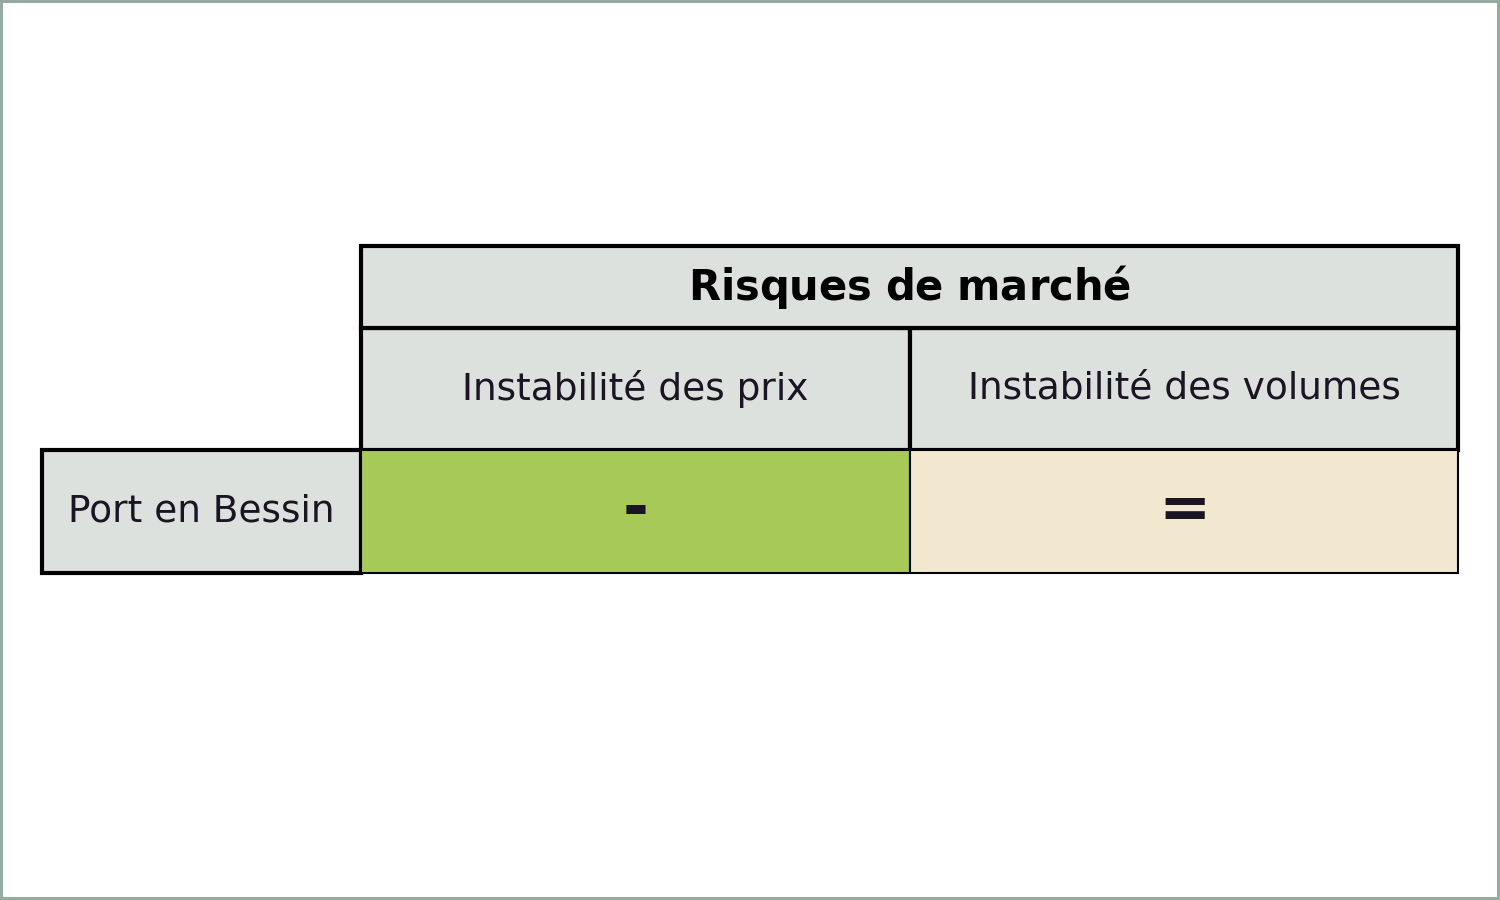 Risques de marché
Instabilité des prix
Instabilité des volumes
Port en Bessin
-
=